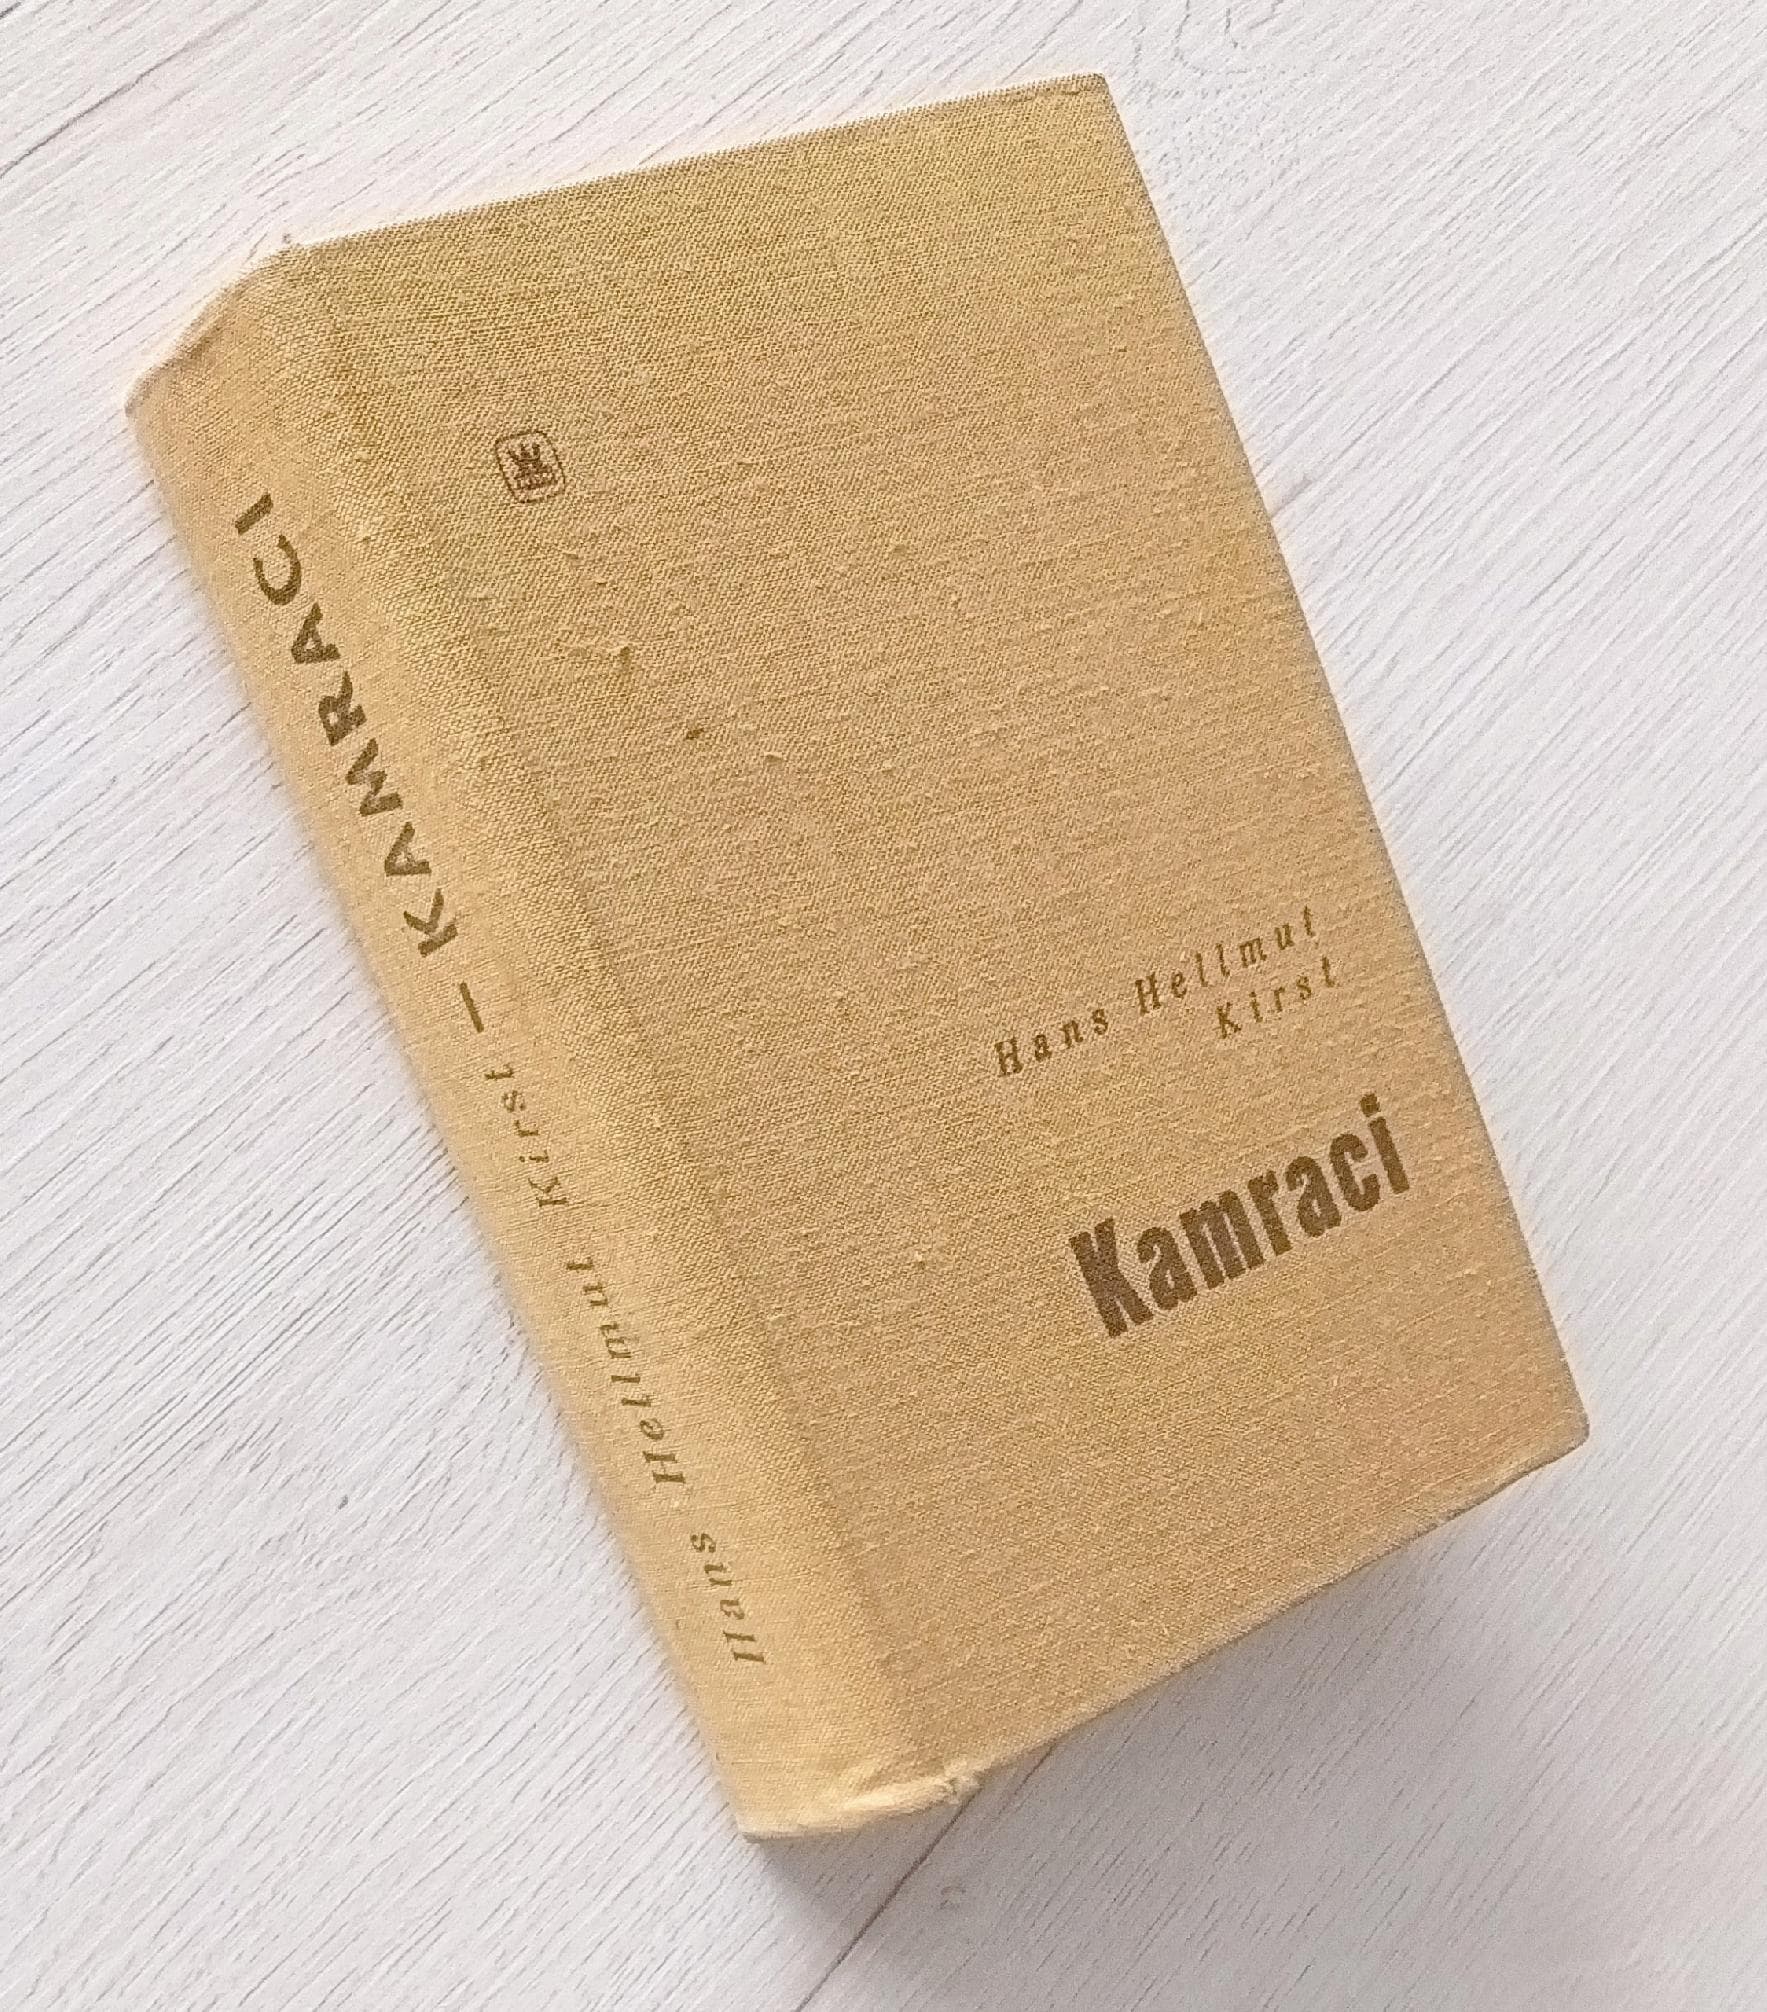 KAMRACI — Hans Hellmut Kirst
Hans Hellmut
Kirst
Kamraci